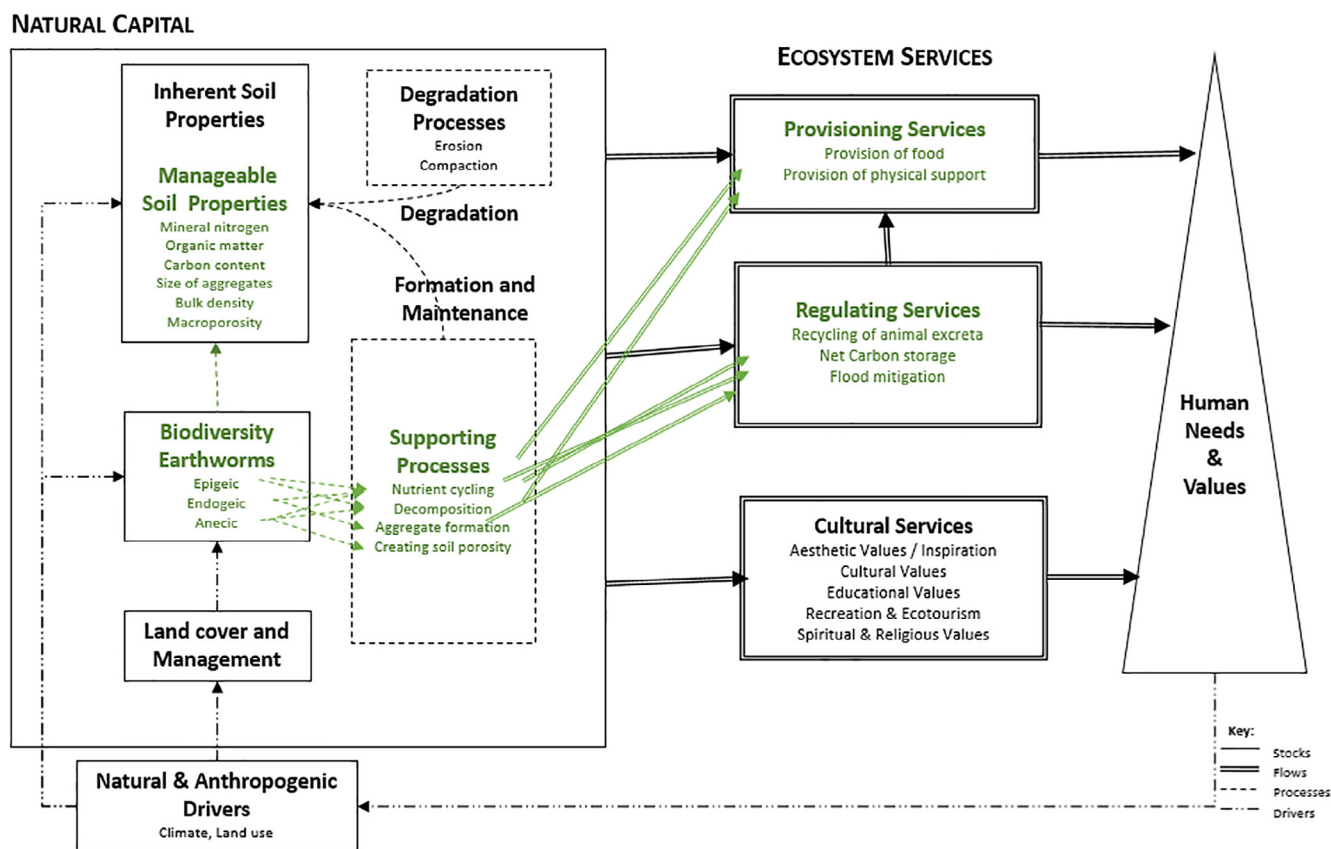 NATURAL CAPITAL
Inherent Soil
Properties
Manageable
Soil Properties
Mineral nitrogen
Organic matter
Carbon content
Size of aggregates
Bulk density
Macroporosity
Degradation
Processes
Erosion
Compaction
Degradation
Formation and
Maintenance
Biodiversity
Earthworms
Epigeic
Endogeic
Anecic
Supporting
Processes
Nutrient cycling
Decomposition
Aggregate formation
Creating soil porosity
Land cover and
Management
Natural & Anthropogenic
Drivers
Climate, Land use
ECOSYSTEM SERVICES
Provisioning Services
Provision of food
Provision of physical support
Regulating Services
Recycling of animal excreta
Net Carbon storage
Flood mitigation
Cultural Services
Aesthetic Values / Inspiration
Cultural Values
Educational Values
Recreation & Ecotourism
Spiritual & Religious Values
Human
Needs
&
Values
Key:
Stocks
Flows
Processes
Drivers